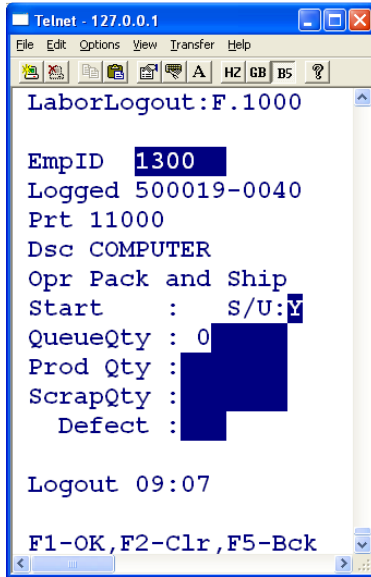 Telnet - 127.0.0.1
File Edit Options View Transfer Help
A HZ GB B5 ?
LaborLogout:F.1000
EmpID 1300
Logged 500019-0040
Prt 11000
Dsc COMPUTER
Opr Pack and Ship
Start : S/U:Y
QueueQty : 0
Prod Qty :
ScrapQty :
Defect :
Logout 09:07
F1-OK,F2-Clr,F5-Bck